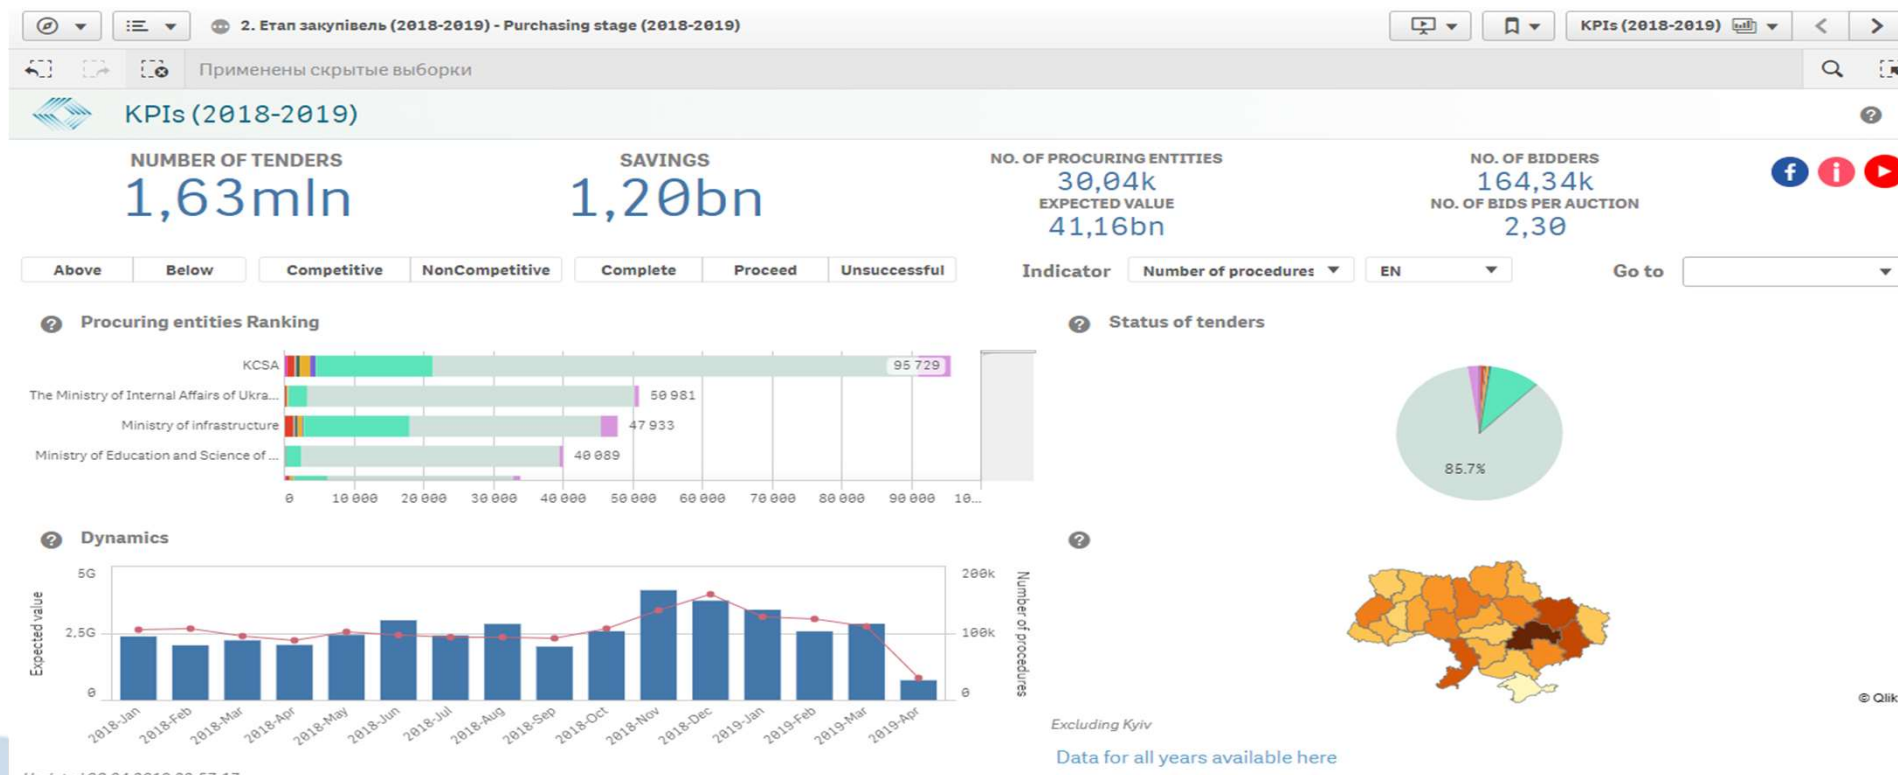 2. Етап закупівель (2018-2019) - Purchasing stage (2018-2019)
KPIs (2018-2019)
Применены скрытые выборки
KPIs (2018-2019)
NUMBER OF TENDERS
1,63mln
SAVINGS
1,20bn
NO. OF PROCURING ENTITIES
30,04k
EXPECTED VALUE
41,16bn
NO. OF BIDDERS
164,34k
NO. OF BIDS PER AUCTION
2,30
Above Below Competitive NonCompetitive Complete Proceed Unsuccessful
Indicator Number of procedures EN Go to
Procuring entities Ranking
KCSA 95 729
The Ministry of Internal Affairs of Ukra... 50 981
Ministry of infrastructure 47 933
Ministry of Education and Science of ... 40 089
0 10 000 20 000 30 000 40 000 50 000 60 000 70 000 80 000 90 000 10...
Status of tenders
85.7%
Dynamics
Expected value
5G
2,5G
0
200k
100k
0
Number of procedures
2018-Jan 2018-Feb 2018-Mar 2018-Apr 2018-May 2018-Jun 2018-Jul 2018-Aug 2018-Sep 2018-Oct 2018-Nov 2018-Dec 2019-Jan 2019-Feb 2019-Mar 2019-Apr
© Qlik
Excluding Kyiv
Data for all years available here